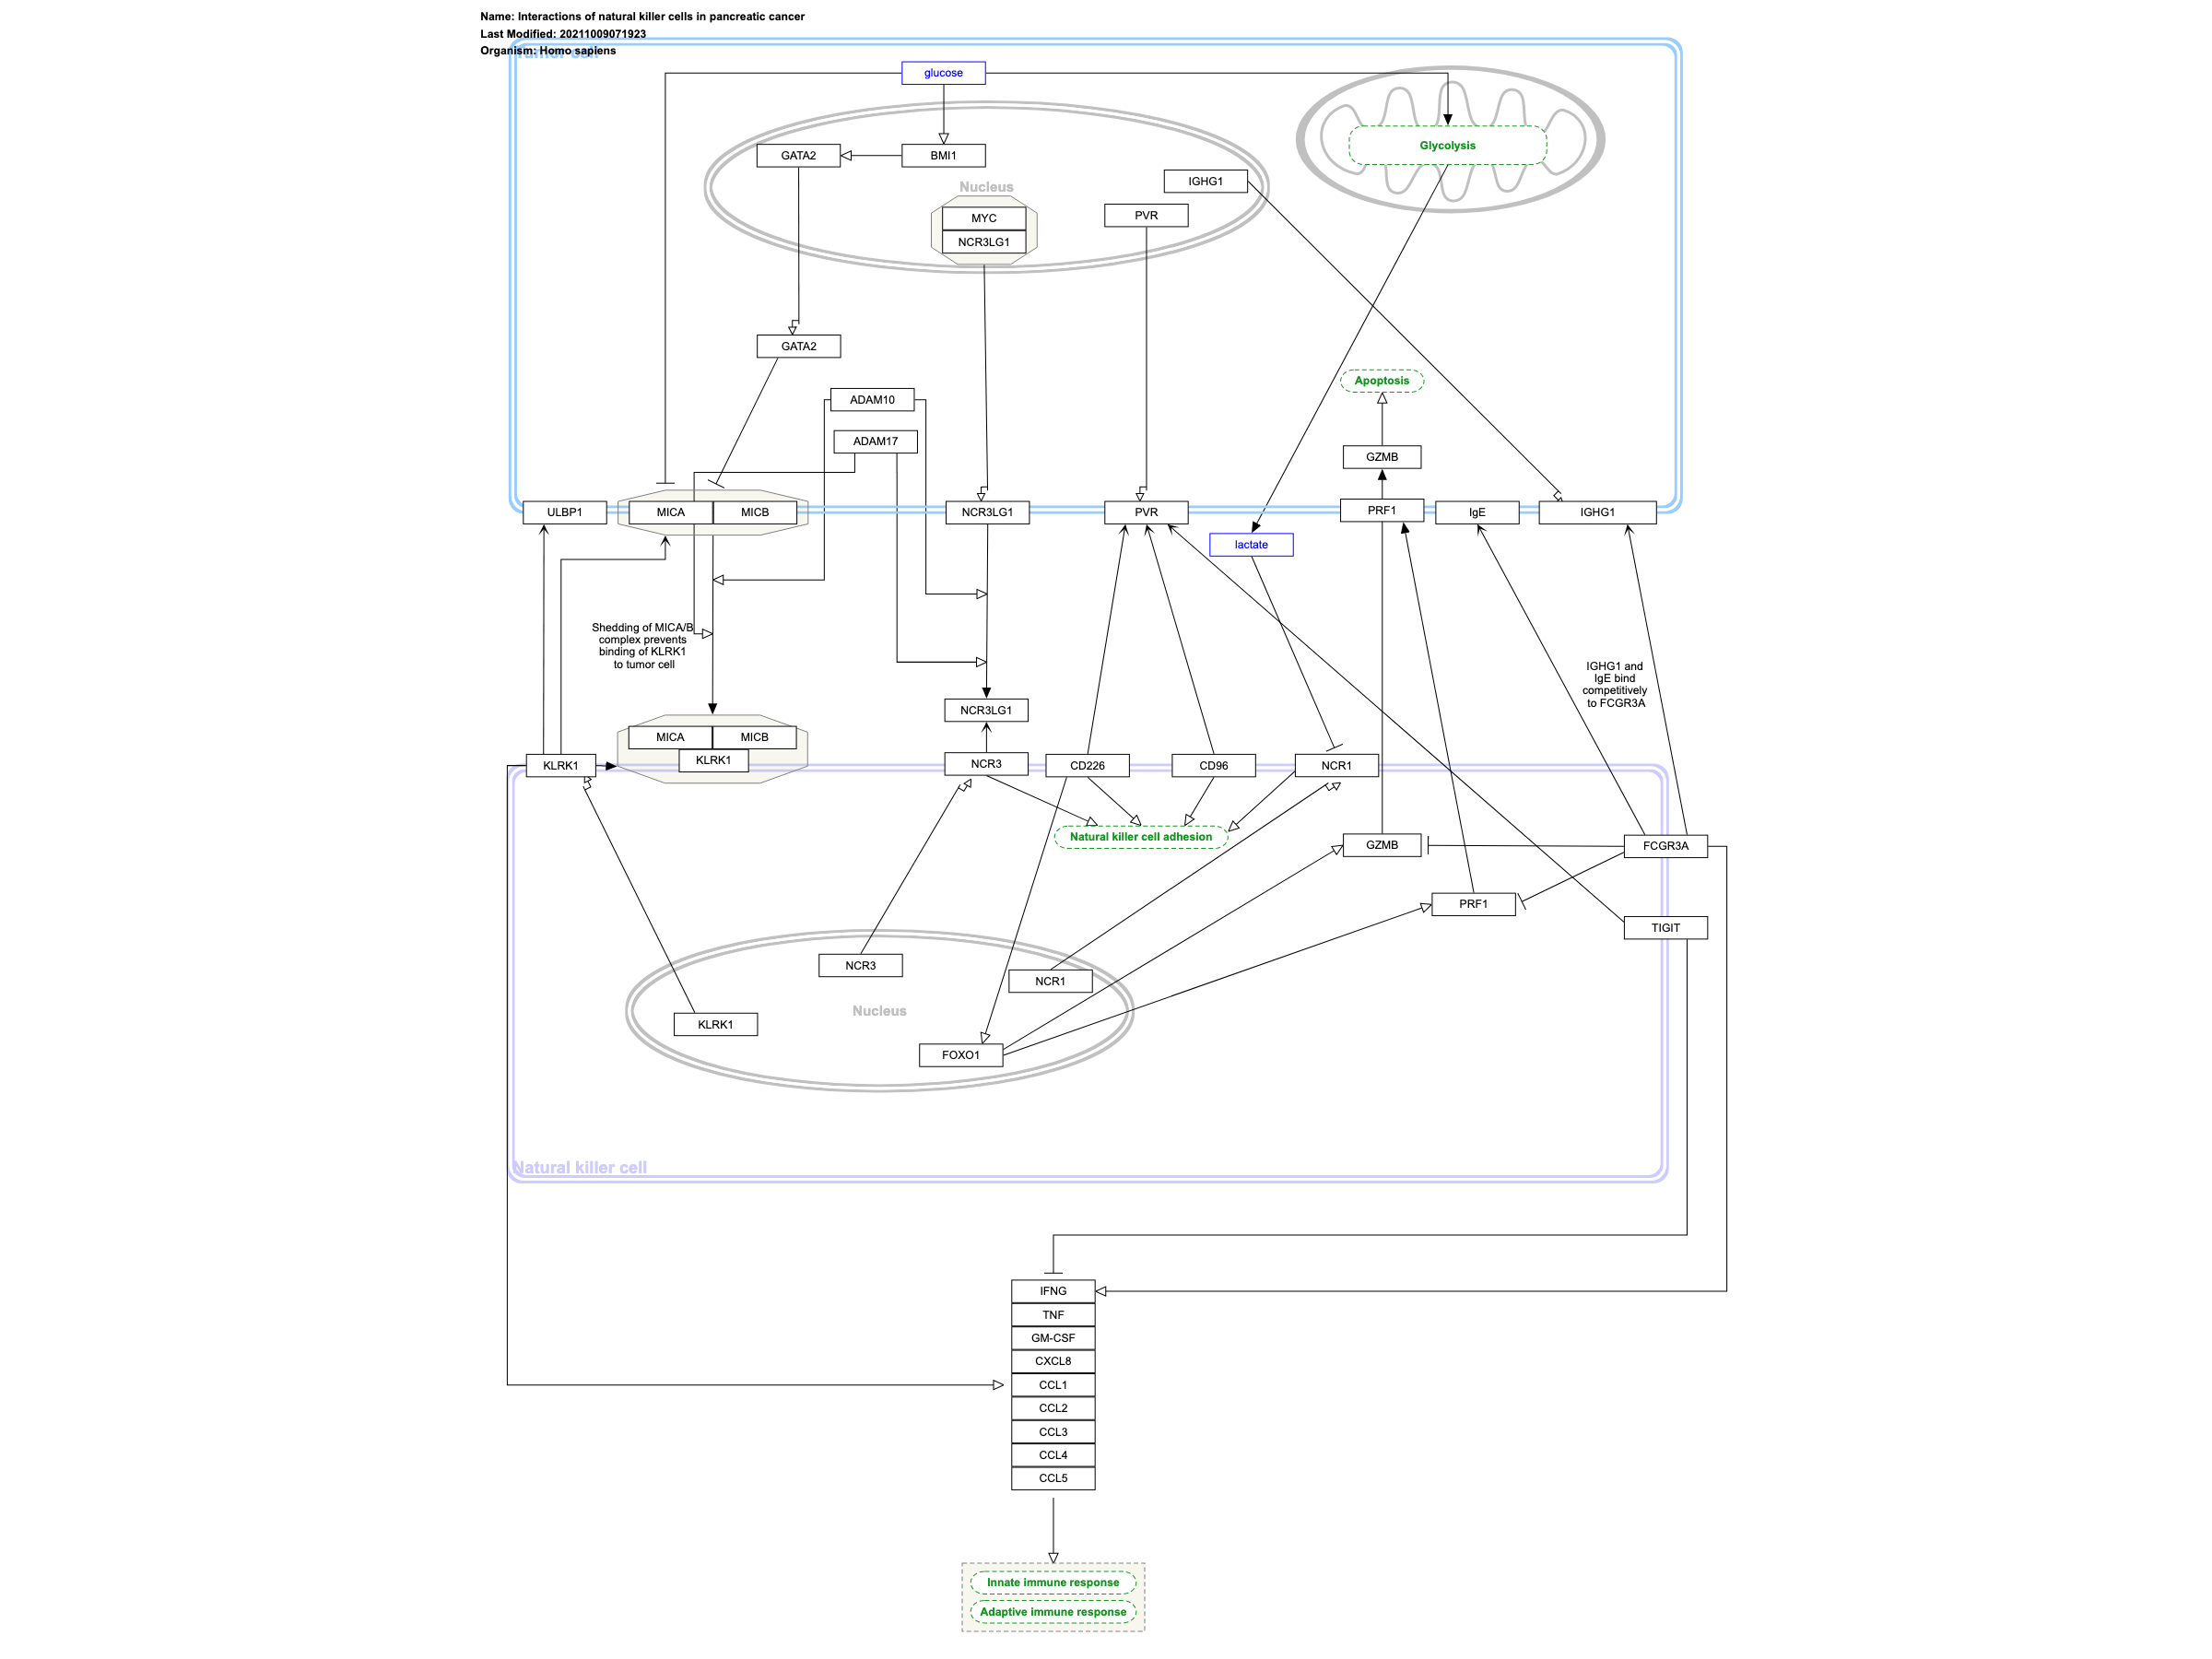 Name: Interactions of natural killer cells in pancreatic cancer
Last Modified: 20211009071923
Organism: Homo sapiens
Tumor cell
glucose
Glycolysis
GATA2
BMI1
IGHG1
Nucleus
MYC
PVR
NCR3LG1
GATA2
Apoptosis
ADAM10
ADAM17
GZMB
ULBP1
MICA
MICB
NCR3LG1
PVR
PRF1
IgE
IGHG1
lactate
Shedding of MICA/B
complex prevents
binding of KLRK1
to tumor cell
IGHG1 and
IgE bind
competitively
to FCGR3A
NCR3LG1
MICA
MICB
KLRK1
KLRK1
NCR3
CD226
CD96
NCR1
Natural killer cell adhesion
GZMB
FCGR3A
PRF1
TIGIT
NCR3
NCR1
Nucleus
KLRK1
FOXO1
Natural killer cell
IFNG
TNF
GM-CSF
CXCL8
CCL1
CCL2
CCL3
CCL4
CCL5
Innate immune response
Adaptive immune response